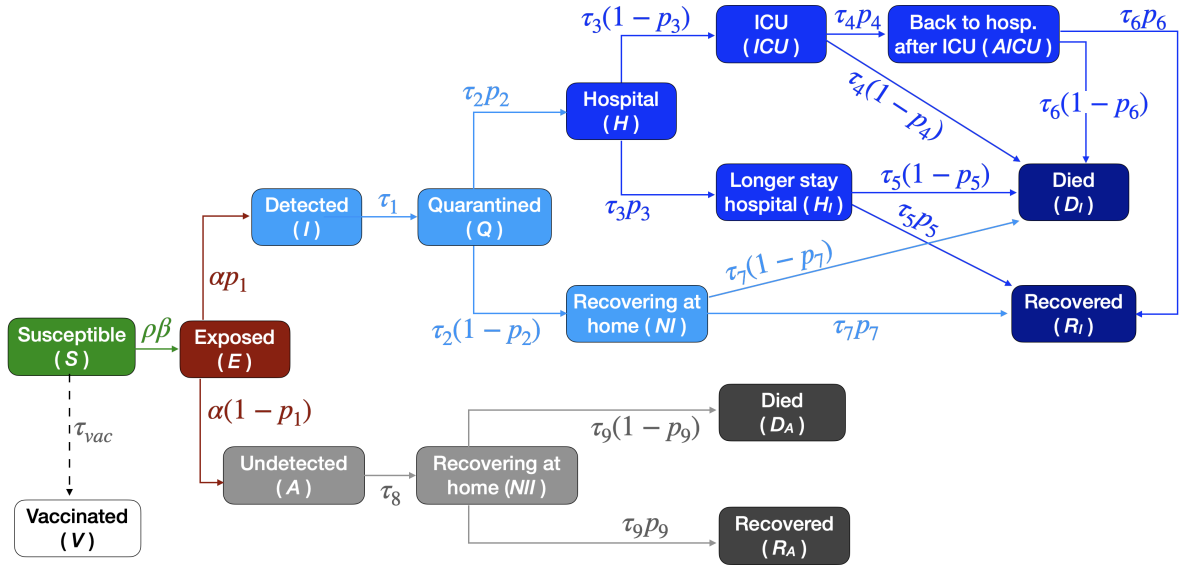 τ3(1 − p3)
ICU
(ICU)
τ4p4
Back to hosp.
after ICU (AICU)
τ6p6
τ2p2
Hospital
(H)
τ4(1 − p4)
τ6(1 − p6)
τ3p3
Longer stay
hospital (HI)
τ5(1 − p5)
Died
(DI)
τ5p5
Detected
(I)
τ1
Quarantined
(Q)
αp1
τ7(1 − p7)
τ2(1 − p2)
Recovering at
home (NI)
τ7p7
Recovered
(RI)
Susceptible
(S)
ρβ
Exposed
(E)
α(1 − p1)
τvac
Undetected
(A)
τ8
Recovering at
home (NII)
τ9(1 − p9)
Died
(DA)
τ9p9
Recovered
(RA)
Vaccinated
(V)